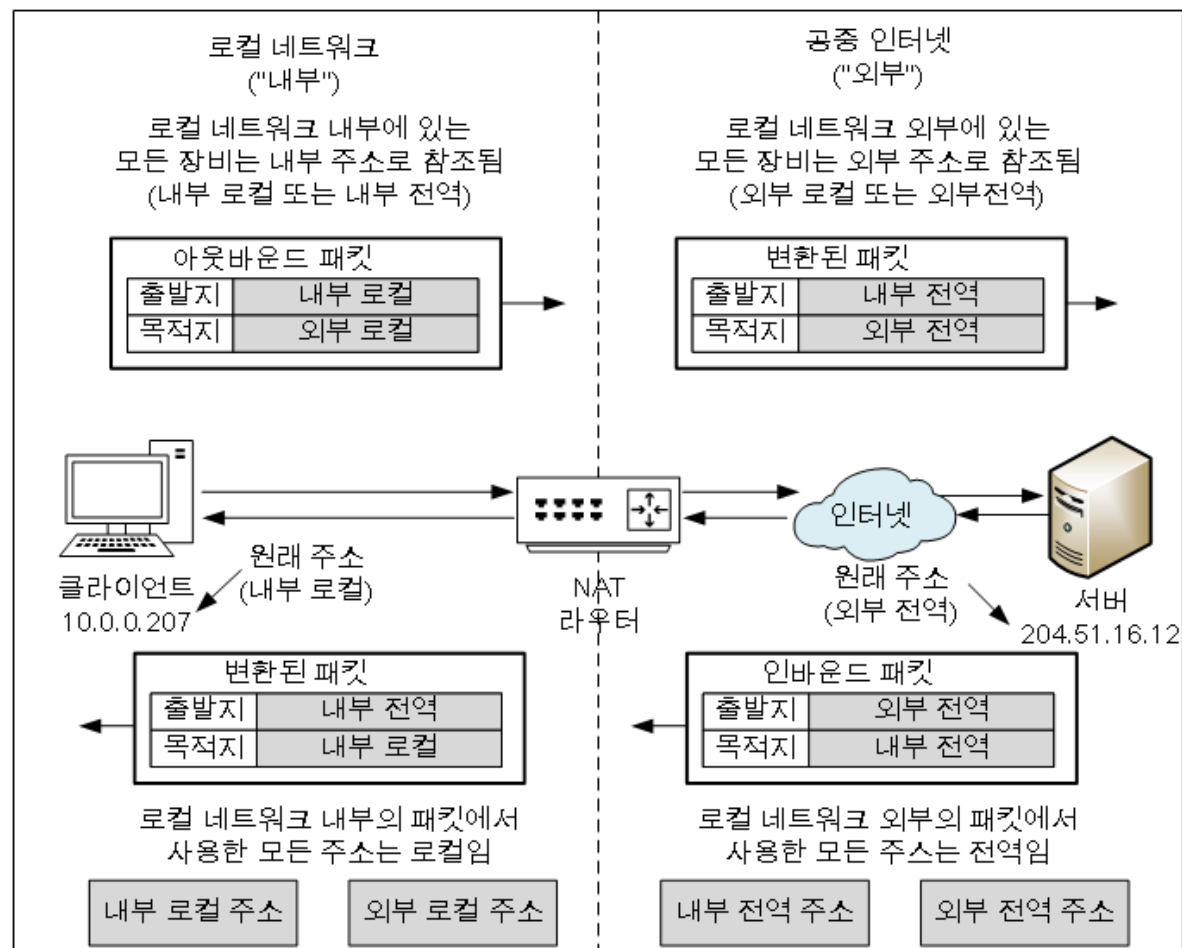 로컬 네트워크
("내부")
로컬 네트워크 내부에 있는
모든 장비는 내부 주소로 참조됨
(내부 로컬 또는 내부 전역)
공중 인터넷
("외부")
로컬 네트워크 외부에 있는
모든 장비는 외부 주소로 참조됨
(외부 로컬 또는 외부전역)
아웃바운드 패킷
출발지 내부 로컬
목적지 외부 로컬
변환된 패킷
출발지 내부 전역
목적지 외부 전역
클라이언트
10.0.0.207
원래 주소
(내부 로컬)
NAT
라우터
인터넷
원래 주소
(외부 전역)
서버
204.51.16.12
변환된 패킷
출발지 내부 전역
목적지 내부 로컬
인바운드 패킷
출발지 외부 전역
목적지 내부 전역
로컬 네트워크 내부의 패킷에서
사용한 모든 주소는 로컬임
로컬 네트워크 외부의 패킷에서
사용한 모든 주스는 전역임
내부 로컬 주소
외부 로컬 주소
내부 전역 주소
외부 전역 주소